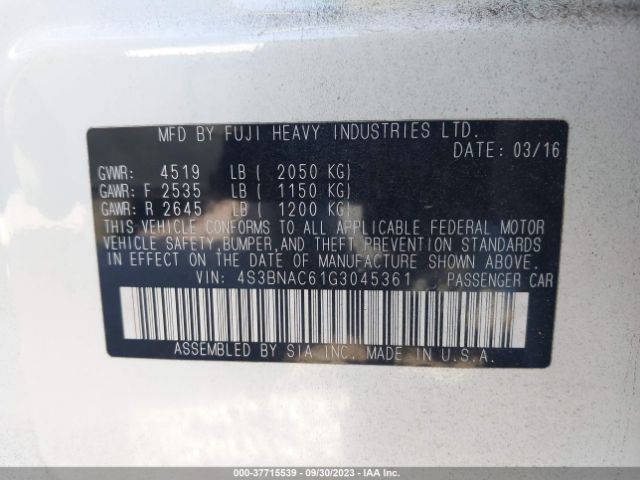 MFD BY FUJI HEAVY INDUSTRIES LTD.
DATE: 03/16
GVWR: 4519 LB ( 2050 KG)
GAWR: F 2535 LB ( 1150 KG)
GAWR: R 2645 LB ( 1200 KG)
THIS VEHICLE CONFORMS TO ALL APPLICABLE FEDERAL MOTOR
VEHICLE SAFETY, BUMPER, AND THEFT PREVENTION STANDARDS
IN EFFECT ON THE DATE OF MANUFACTURE SHOWN ABOVE.
VIN: 4S3BNAC61G3045361 PASSENGER CAR
ASSEMBLED BY SIA INC. MADE IN U.S.A.
000-37715539 - 09/30/2023 - IAAI.COM